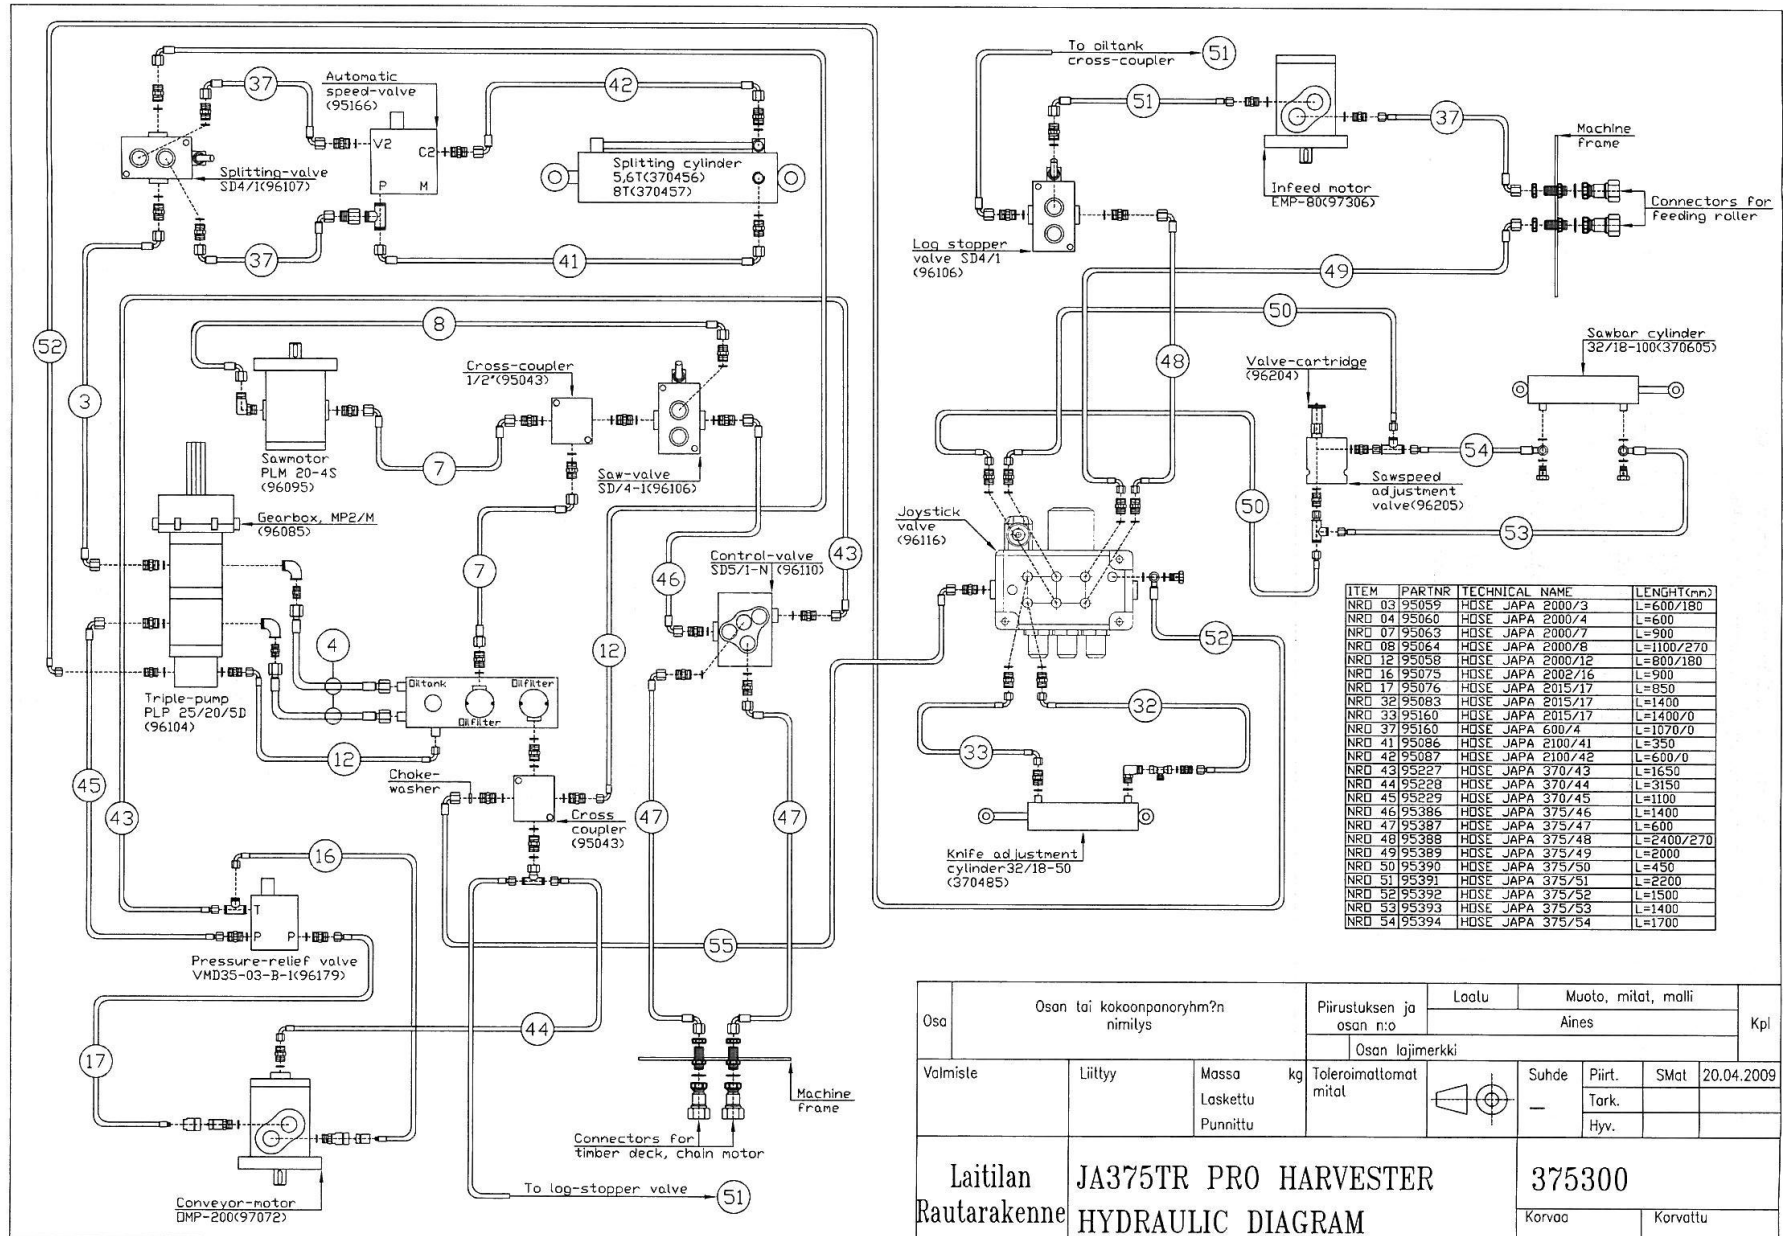 37
Automatic
speed-valve
(95166)
42
V2
C2
P
M
Splitting-valve
SD4/1(96107)
Splitting cylinder
5,6T(370456)
8T(370457)
37
41
52
3
8
Cross-coupler
1/2"(95043)
Sawmotor
PLM 20-4S
(96095)
7
Saw-valve
SD/4-1(96106)
Gearbox, MP2/M
(96085)
7
46
Control-valve
SD5/1-N (96110)
43
4
12
Triple-pump
PLP 25/20/5D
(96104)
Oiltank
Oilfilter
Oilfilter
12
45
43
Choke-
washer
Cross
coupler
(95043)
47
47
16
T
P
P
Pressure-relief valve
VMD35-03-B-1(96179)
55
17
44
Conveyor-motor
OMP-200(97072)
Machine
frame
Connectors for
timber deck, chain motor
To log-stopper valve
51
To oiltank
cross-coupler
51
51
37
Machine
frame
Infeed motor
EMP-80(97306)
Connectors for
feeding roller
Log stopper
valve SD4/1
(96106)
49
50
48
Sawbar cylinder
32/18-100(370605)
Valve-cartridge
(96204)
54
Sawspeed
adjustment
valve(96205)
50
53
Joystick
valve
(96116)
52
32
33
Knife adjustment
cylinder32/18-50
(370485)
ITEM PARTNR TECHNICAL NAME LENGHT(mm)
NRO 03 95059 HOSE JAPA 2000/3 L=600/180
NRO 04 95060 HOSE JAPA 2000/4 L=600
NRO 07 95063 HOSE JAPA 2000/7 L=900
NRO 08 95064 HOSE JAPA 2000/8 L=1100/270
NRO 12 95058 HOSE JAPA 2000/12 L=800/180
NRO 16 95075 HOSE JAPA 2002/16 L=900
NRO 17 95076 HOSE JAPA 2015/17 L=850
NRO 32 95083 HOSE JAPA 2015/17 L=1400
NRO 33 95160 HOSE JAPA 2015/17 L=1400/0
NRO 37 95160 HOSE JAPA 600/4 L=1070/0
NRO 41 95086 HOSE JAPA 2100/41 L=350
NRO 42 95087 HOSE JAPA 2100/42 L=600/0
NRO 43 95227 HOSE JAPA 370/43 L=1650
NRO 44 95228 HOSE JAPA 370/44 L=3150
NRO 45 95229 HOSE JAPA 370/45 L=1100
NRO 46 95386 HOSE JAPA 375/46 L=1400
NRO 47 95387 HOSE JAPA 375/47 L=600
NRO 48 95388 HOSE JAPA 375/48 L=2400/270
NRO 49 95389 HOSE JAPA 375/49 L=2000
NRO 50 95390 HOSE JAPA 375/50 L=450
NRO 51 95391 HOSE JAPA 375/51 L=2200
NRO 52 95392 HOSE JAPA 375/52 L=1500
NRO 53 95393 HOSE JAPA 375/53 L=1400
NRO 54 95394 HOSE JAPA 375/54 L=1700
Osa
Osan tai kokoonpanoryhm?n
nimitys
Piirustuksen ja
osan n:o
Laatu
Muoto, mitat, malli
Aines
Kpl
Osan lajimerkki
Valmiste
Liittyy
Massa kg
Laskettu
Punnittu
Toleroimattomat
mitat
Suhde
—
Piirt. SMat 20.04.2009
Tark.
Hyv.
Laitilan
Rautarakenne
JA375TR PRO HARVESTER
HYDRAULIC DIAGRAM
375300
Korvaa
Korvattu